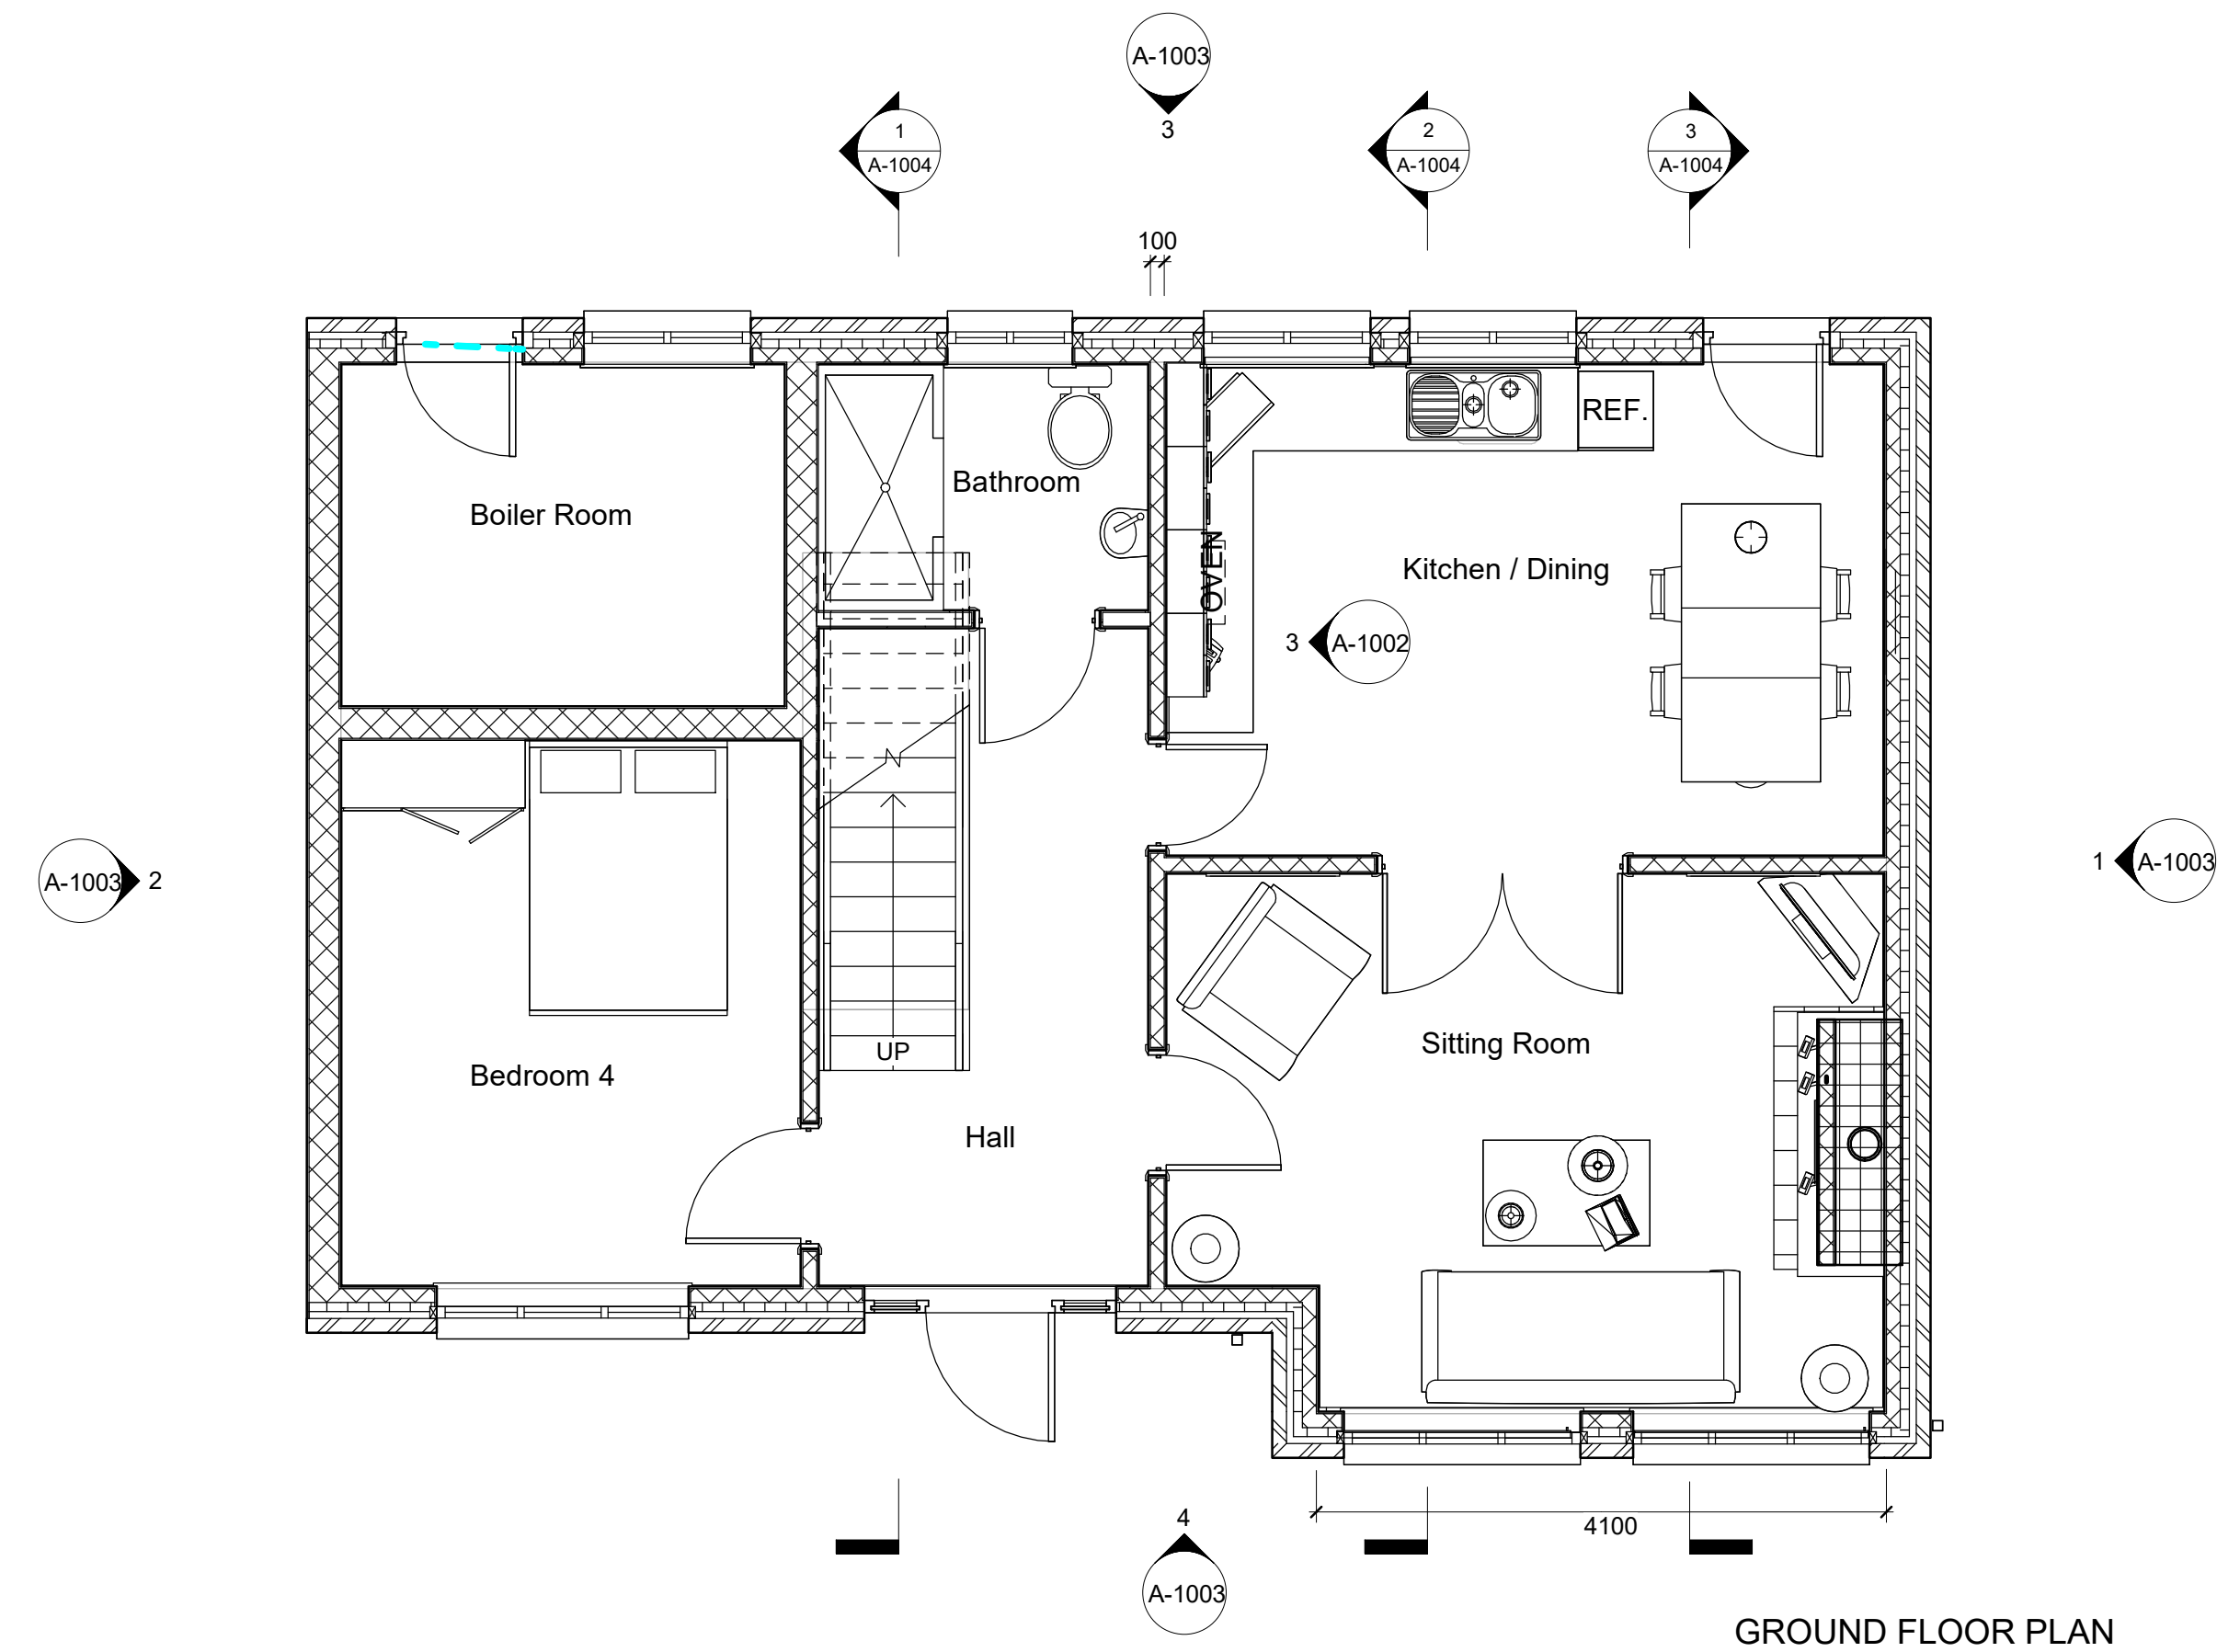 A-1003
3
1
A-1004
2
A-1004
3
A-1004
100
REF.
Bathroom
Boiler Room
Kitchen / Dining
OVEN
3
A-1002
A-1003
2
1
A-1003
Sitting Room
UP
Bedroom 4
Hall
4
4100
A-1003
GROUND FLOOR PLAN